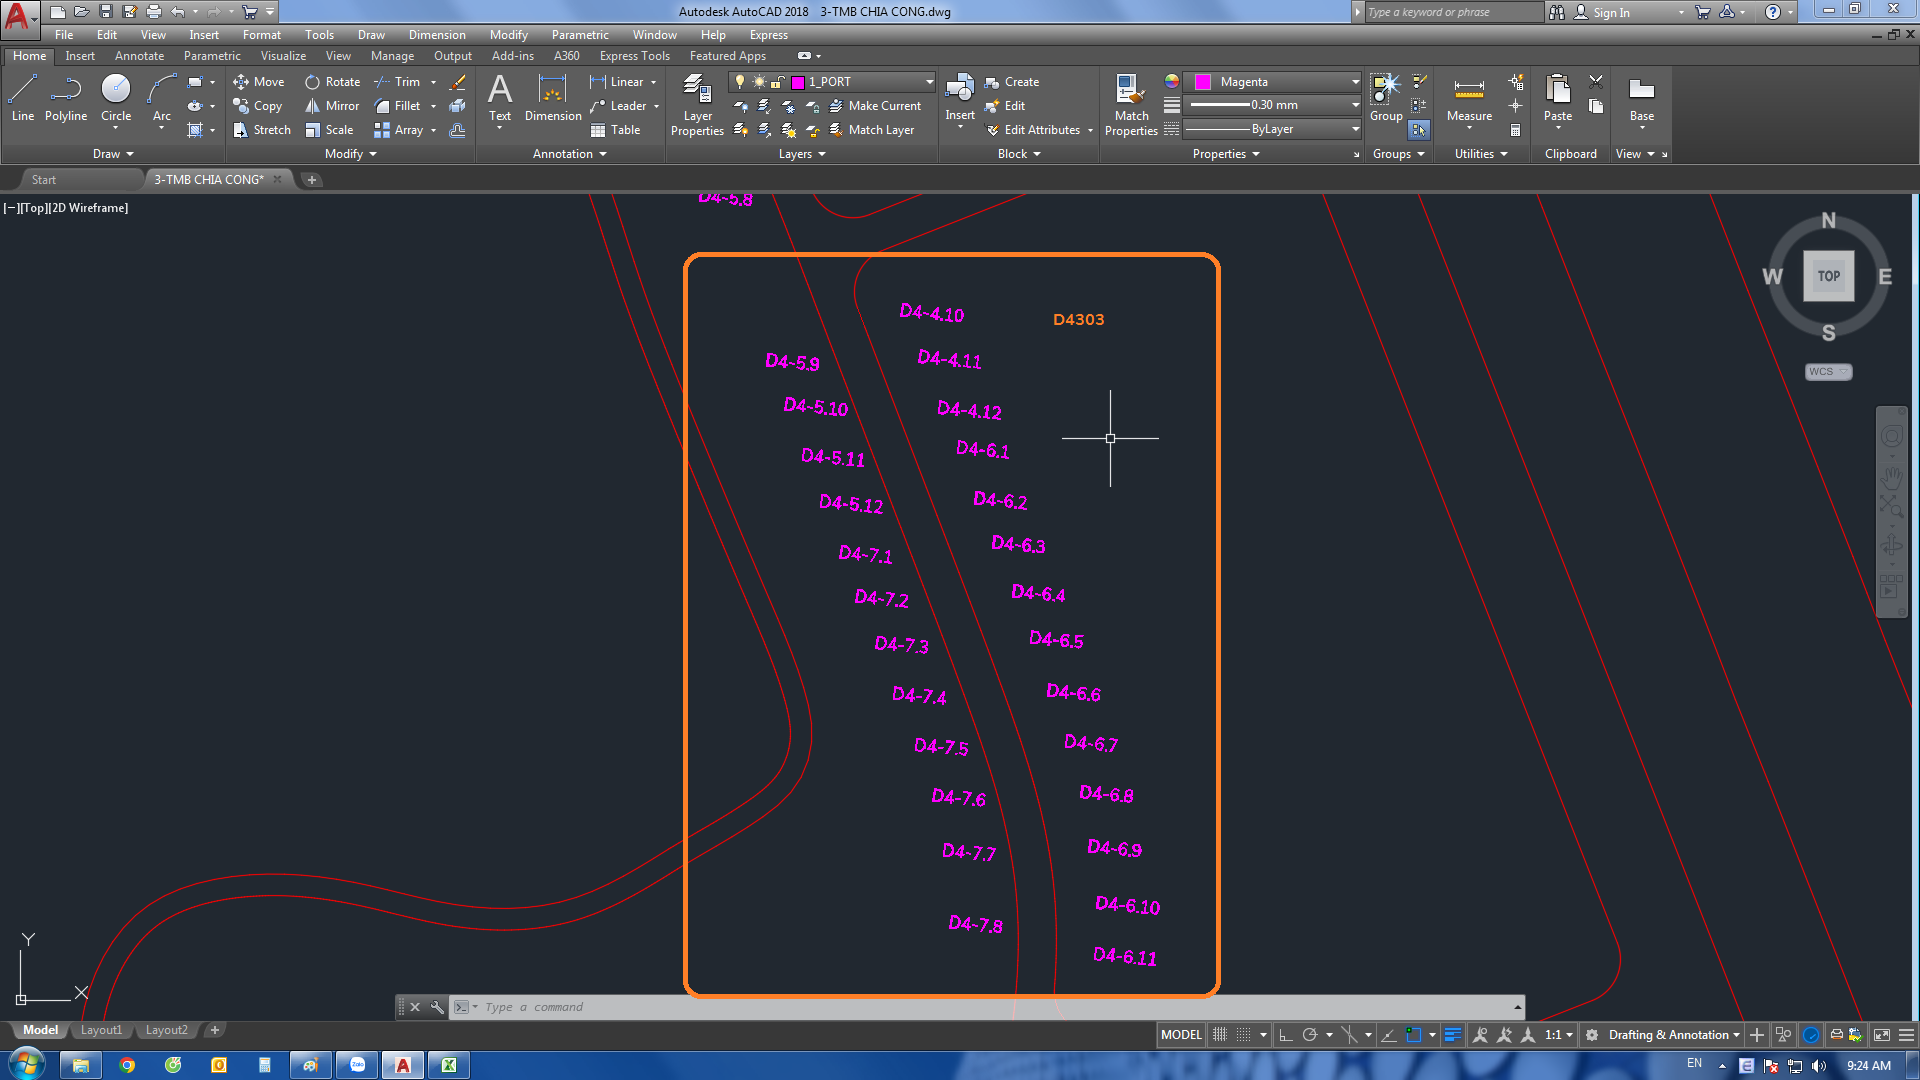 Autodesk AutoCAD 2018 3-TMB CHIA CONG.dwg
Type a keyword or phrase
Sign In
File Edit View Insert Format Tools Draw Dimension Modify Parametric Window Help Express
Home Insert Annotate Parametric Visualize View Manage Output Add-ins A360 Express Tools Featured Apps
Line Polyline Circle Arc
Move Rotate Trim
Copy Mirror Fillet
Stretch Scale Array
Text Dimension
Linear
Leader
Table
Layer Properties
1_PORT
Make Current
Match Layer
Insert
Create
Edit
Edit Attributes
Match Properties
Magenta
0.30 mm
ByLayer
Group
Measure
Paste
Base
Draw Modify Annotation Layers Block Properties Groups Utilities Clipboard View
Start 3-TMB CHIA CONG*
[−][Top][2D Wireframe]
D4-5.8
N
W TOP E
S
WCS
D4303
D4-4.10
D4-4.11
D4-4.12
D4-6.1
D4-6.2
D4-6.3
D4-6.4
D4-6.5
D4-6.6
D4-6.7
D4-6.8
D4-6.9
D4-6.10
D4-6.11
D4-5.9
D4-5.10
D4-5.11
D4-5.12
D4-7.1
D4-7.2
D4-7.3
D4-7.4
D4-7.5
D4-7.6
D4-7.7
D4-7.8
Y
X
Type a command
Model Layout1 Layout2
MODEL
1:1
Drafting & Annotation
Zalo
EN
9:24 AM